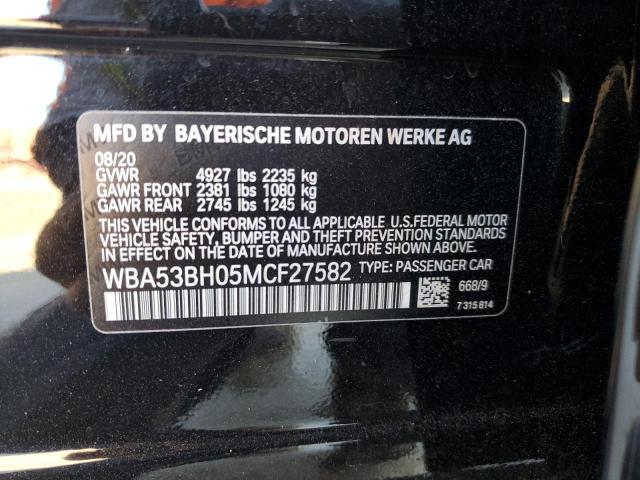 MFD BY BAYERISCHE MOTOREN WERKE AG
08/20
GVWR 4927 lbs 2235 kg
GAWR FRONT 2381 lbs 1080 kg
GAWR REAR 2745 lbs 1245 kg
THIS VEHICLE CONFORMS TO ALL APPLICABLE U.S. FEDERAL MOTOR
VEHICLE SAFETY, BUMPER, AND THEFT PREVENTION STANDARDS
IN EFFECT ON THE DATE OF MANUFACTURE SHOWN ABOVE.
WBA53BH05MCF27582 TYPE: PASSENGER CAR
668/9
7315814